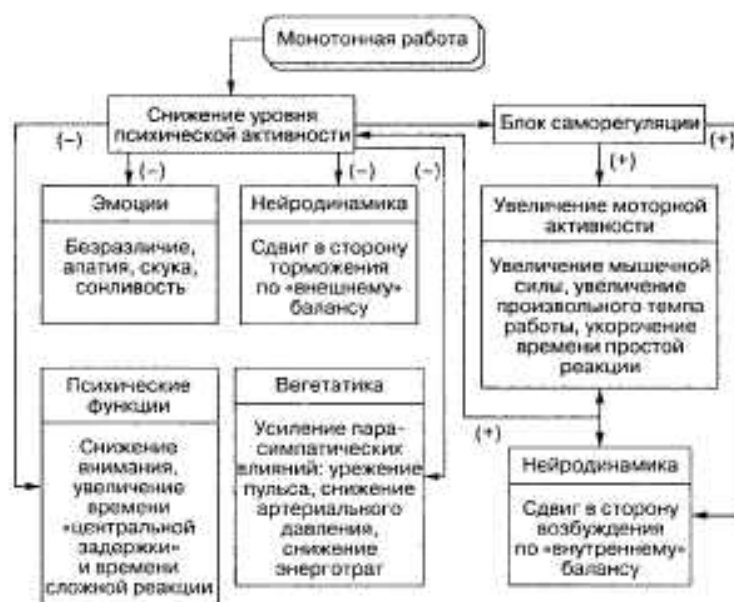 Монотонная работа
Снижение уровня
психической активности
Блок саморегуляции
(–)
(–)
(–)
(–)
(+)
(+)
Эмоции
Безразличие,
апатия, скука,
сонливость
Нейродинамика
Сдвиг в сторону
торможения
по «внешнему»
балансу
Увеличение моторной
активности
Увеличение мышечной
силы, увеличение
произвольного темпа
работы, укорочение
времени простой
реакции
Психические
функции
Снижение
внимания,
увеличение
времени
«центральной
задержки»
и времени
сложной реакции
Вегетатика
Усиление пара-
симпатических
влияний: урежение
пульса, снижение
артериального
давления,
снижение
энерготрат
(+)
Нейродинамика
Сдвиг в сторону
возбуждения
по «внутреннему»
балансу